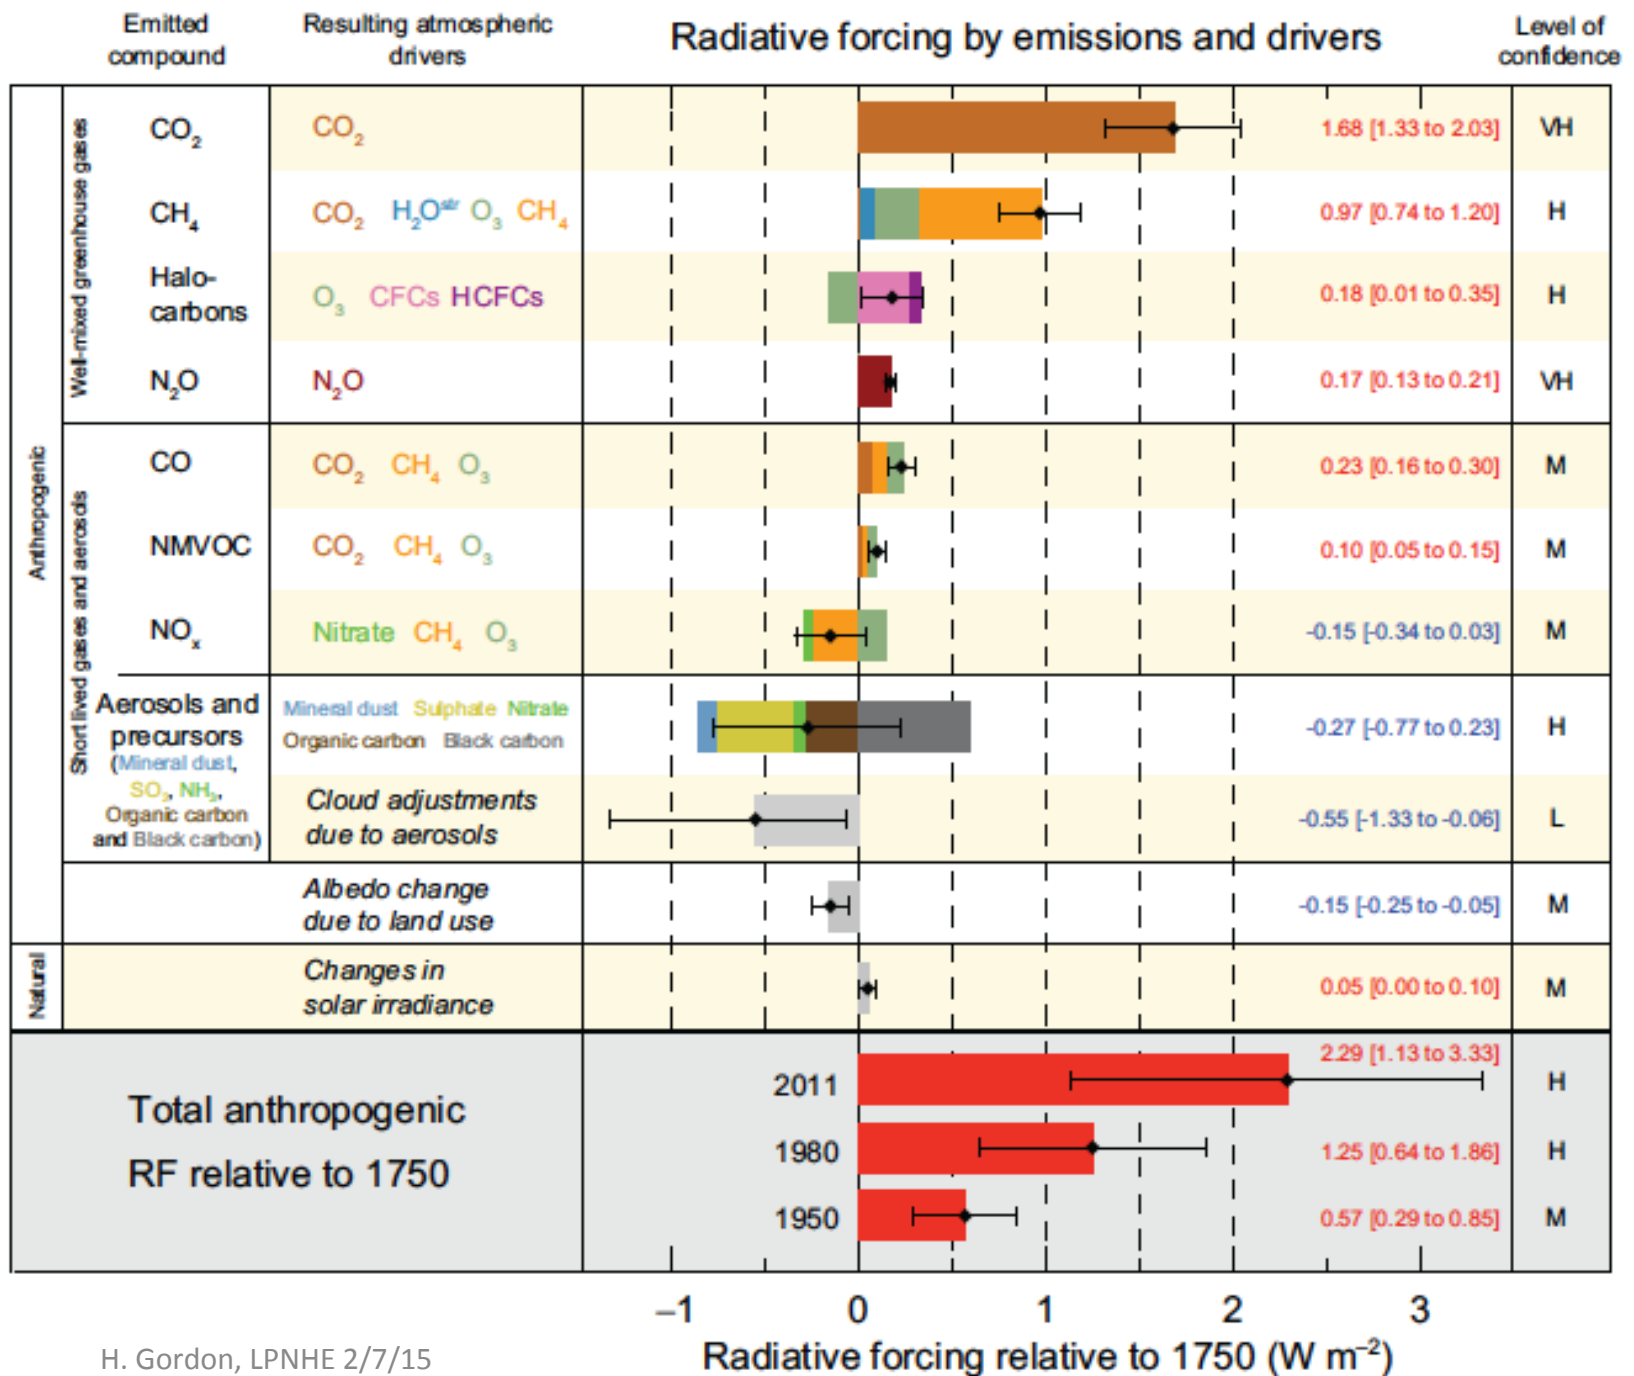 Emitted compound
Resulting atmospheric drivers
Radiative forcing by emissions and drivers
Level of confidence
Anthropogenic
Well-mixed greenhouse gases
CO₂
CO₂
1.68 [1.33 to 2.03]
VH
CH₄
CO₂ H₂Oˢᵗʳ O₃ CH₄
0.97 [0.74 to 1.20]
H
Halo-
carbons
O₃ CFCs HCFCs
0.18 [0.01 to 0.35]
H
N₂O
N₂O
0.17 [0.13 to 0.21]
VH
Short lived gases and aerosols
CO
CO₂ CH₄ O₃
0.23 [0.16 to 0.30]
M
NMVOC
CO₂ CH₄ O₃
0.10 [0.05 to 0.15]
M
NOₓ
Nitrate CH₄ O₃
-0.15 [-0.34 to 0.03]
M
Aerosols and
precursors
(Mineral dust,
SO₂, NH₃,
Organic carbon
and Black carbon)
Mineral dust Sulphate Nitrate
Organic carbon Black carbon
-0.27 [-0.77 to 0.23]
H
Cloud adjustments
due to aerosols
-0.55 [-1.33 to -0.06]
L
Albedo change
due to land use
-0.15 [-0.25 to -0.05]
M
Natural
Changes in
solar irradiance
0.05 [0.00 to 0.10]
M
Total anthropogenic
RF relative to 1750
2011
2.29 [1.13 to 3.33]
H
1980
1.25 [0.64 to 1.86]
H
1950
0.57 [0.29 to 0.85]
M
–1 0 1 2 3
Radiative forcing relative to 1750 (W m⁻²)
H. Gordon, LPNHE 2/7/15